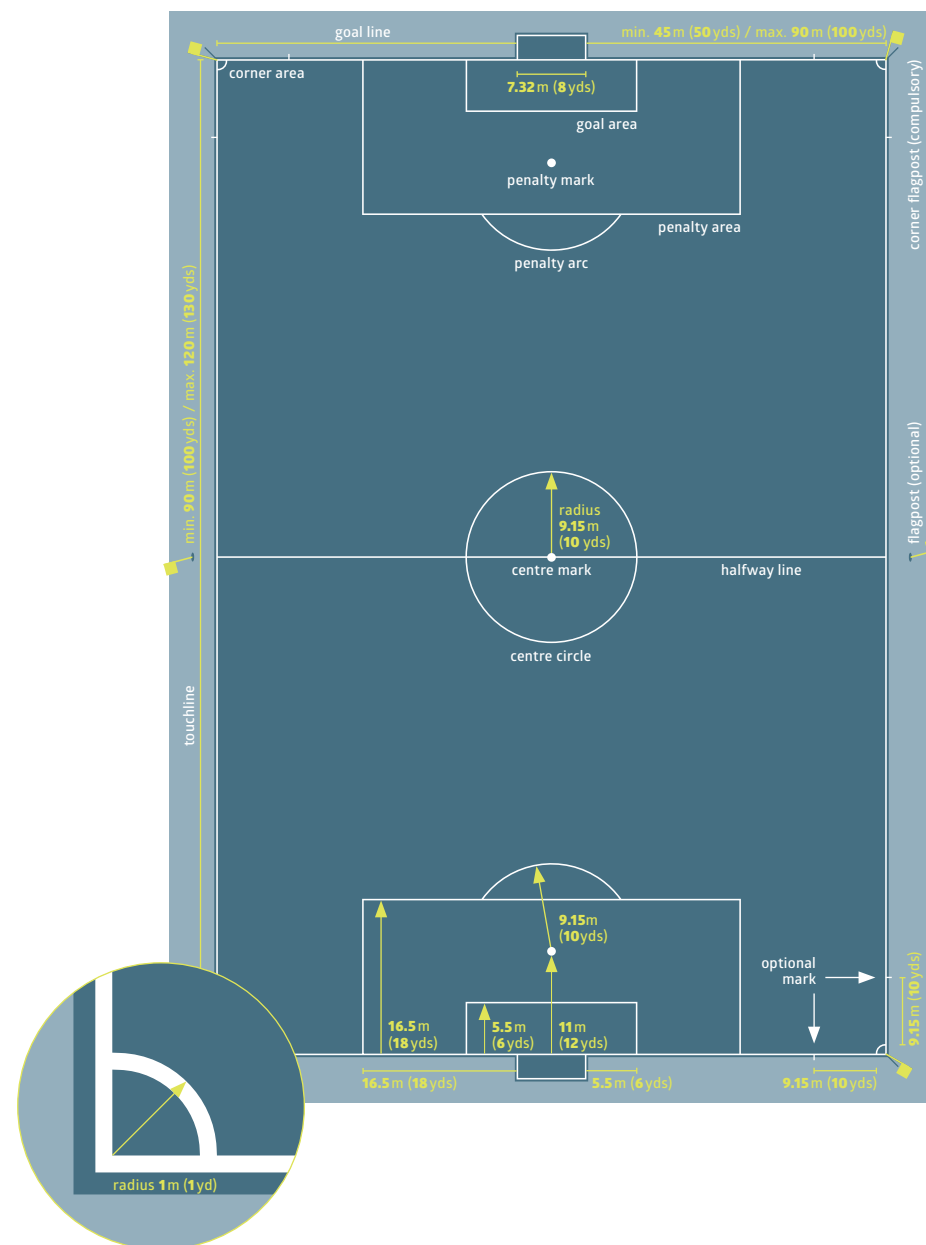 goal line
min. 45 m (50 yds) / max. 90 m (100 yds)
corner area
7.32 m (8 yds)
goal area
penalty mark
penalty area
penalty arc
corner flagpost (compulsory)
min. 90 m (100 yds) / max. 120 m (130 yds)
flagpost (optional)
radius
9.15 m
(10 yds)
centre mark
halfway line
centre circle
touchline
9.15 m
(10 yds)
optional
mark
9.15 m (10 yds)
16.5 m
(18 yds)
5.5 m
(6 yds)
11 m
(12 yds)
16.5 m (18 yds)
5.5 m (6 yds)
9.15 m (10 yds)
radius 1 m (1 yd)